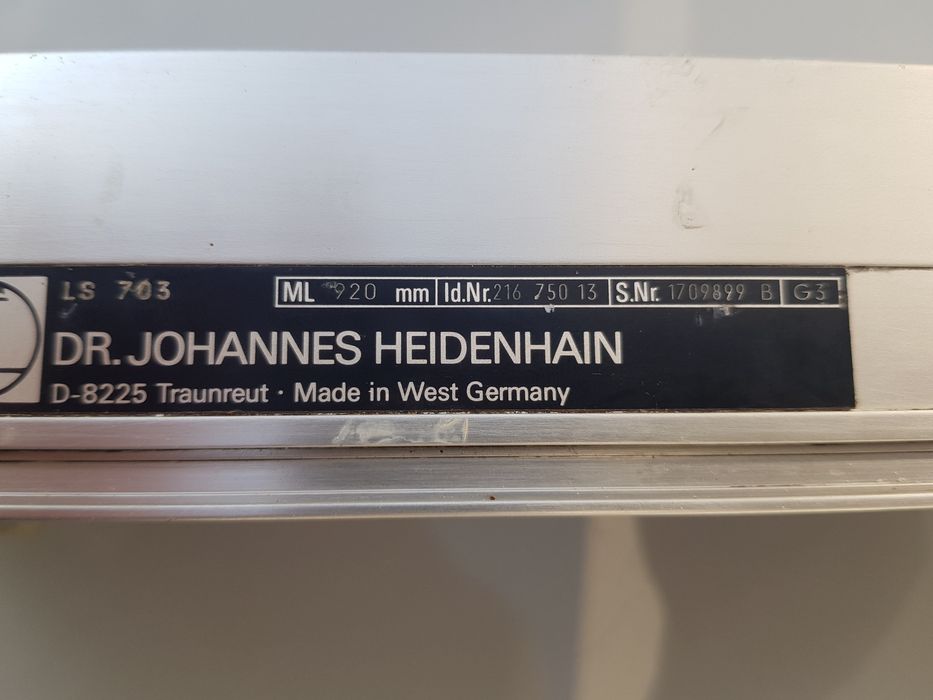 LS 703 ML 920 mm Id.Nr. 216 750 13 S.Nr. 1709899 B G3
DR. JOHANNES HEIDENHAIN
D-8225 Traunreut · Made in West Germany